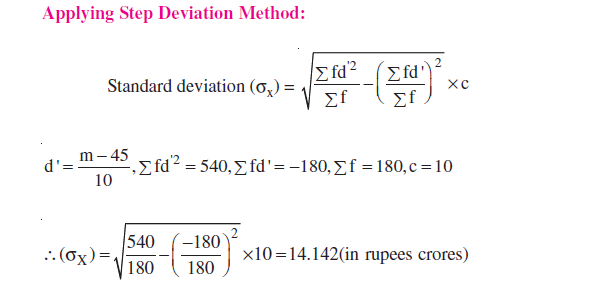 Applying Step Deviation Method:
Standard deviation (σx) = √(Σfd'²/Σf − (Σfd'/Σf)²) ×c
d' = (m − 45)/10, Σfd'² = 540, Σfd' = −180, Σf = 180, c = 10
∴ (σX) = √(540/180 − (−180/180)²) ×10 = 14.142(in rupees crores)